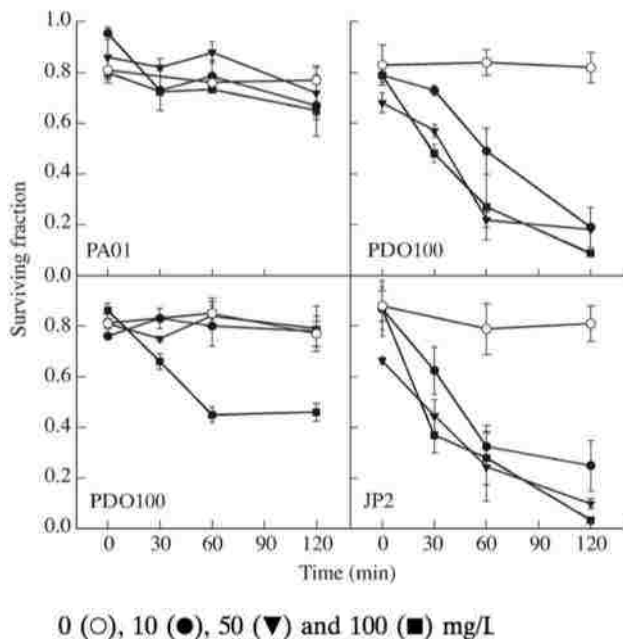 1.0
0.8
0.6
0.4
0.2
0.0
PA01
PDO100
0.8
0.6
0.4
0.2
0.0
PDO100
JP2
Surviving fraction
0 30 60 90 120 0 30 60 90 120
Time (min)
0 (○), 10 (●), 50 (▼) and 100 (■) mg/L